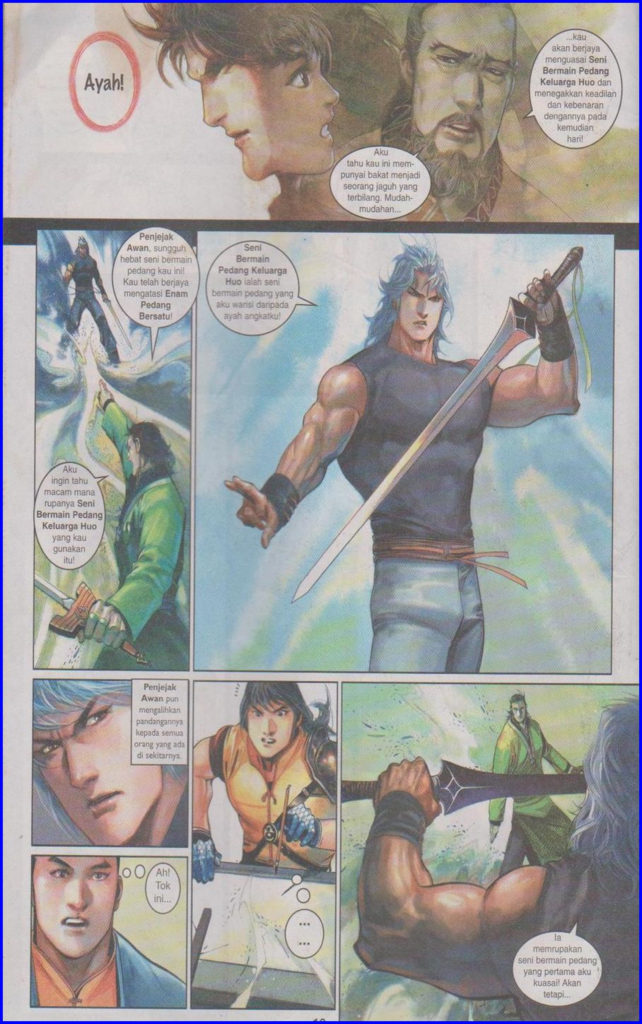 Ayah!
...kau
akan berjaya
menguasai Seni
Bermain Pedang
Keluarga Huo dan
menegakkan keadilan
dan kebenaran
dengannya pada
kemudian
hari!
Aku
tahu kau ini mem-
punyai bakat menjadi
seorang jaguh yang
terbilang. Mudah-
mudahan...
Penjejak
Awan, sungguh
hebat seni bermain
pedang kau ini!
Kau telah berjaya
mengatasi Enam
Pedang
Bersatu!
Seni
Bermain
Pedang Keluarga
Huo ialah seni
bermain pedang yang
aku warisi daripada
ayah angkatku!
Aku
ingin tahu
macam mana
rupanya Seni
Bermain Pedang
Keluarga Huo
yang kau
gunakan
itu!
Penjejak
Awan pun
mengalihkan
pandangannya
kepada semua
orang yang ada
di sekitarnya.
Ah!
Tok
ini...
...
...
Ia
memrupakan
seni bermain pedang
yang pertama aku
kuasai! Akan
tetapi...